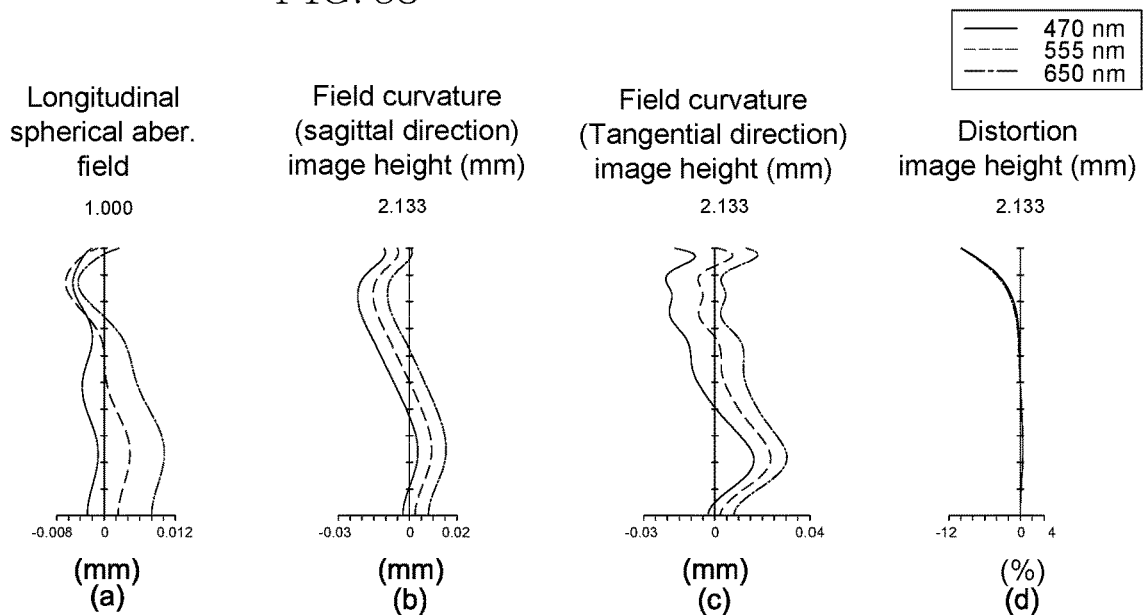 470 nm
555 nm
650 nm
Longitudinal
spherical aber.
field
1.000
-0.008 0 0.012
(mm)
(a)
Field curvature
(sagittal direction)
image height (mm)
2.133
-0.03 0 0.02
(mm)
(b)
Field curvature
(Tangential direction)
image height (mm)
2.133
-0.03 0 0.04
(mm)
(c)
Distortion
image height (mm)
2.133
-12 0 4
(%)
(d)